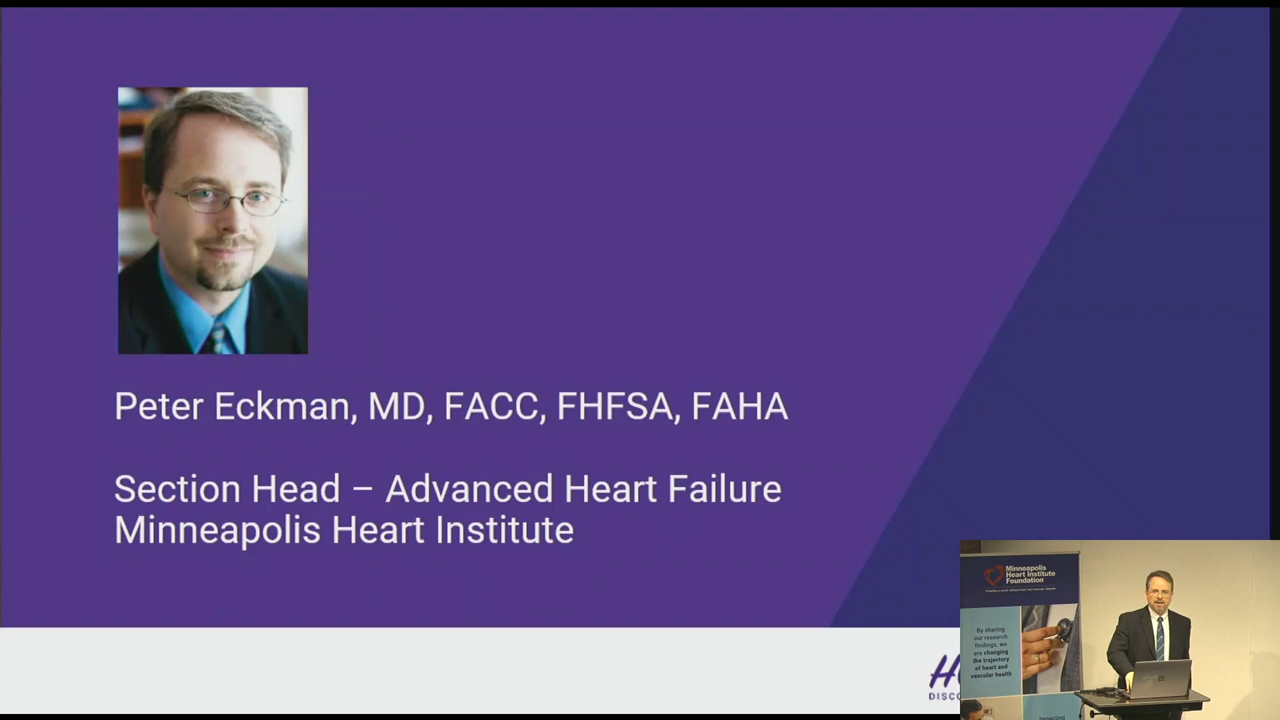 Peter Eckman, MD, FACC, FHFSA, FAHA
Section Head – Advanced Heart Failure
Minneapolis Heart Institute
Minneapolis
Heart Institute
Foundation
By sharing
our research
findings, we
are changing
the trajectory
of heart and
vascular health